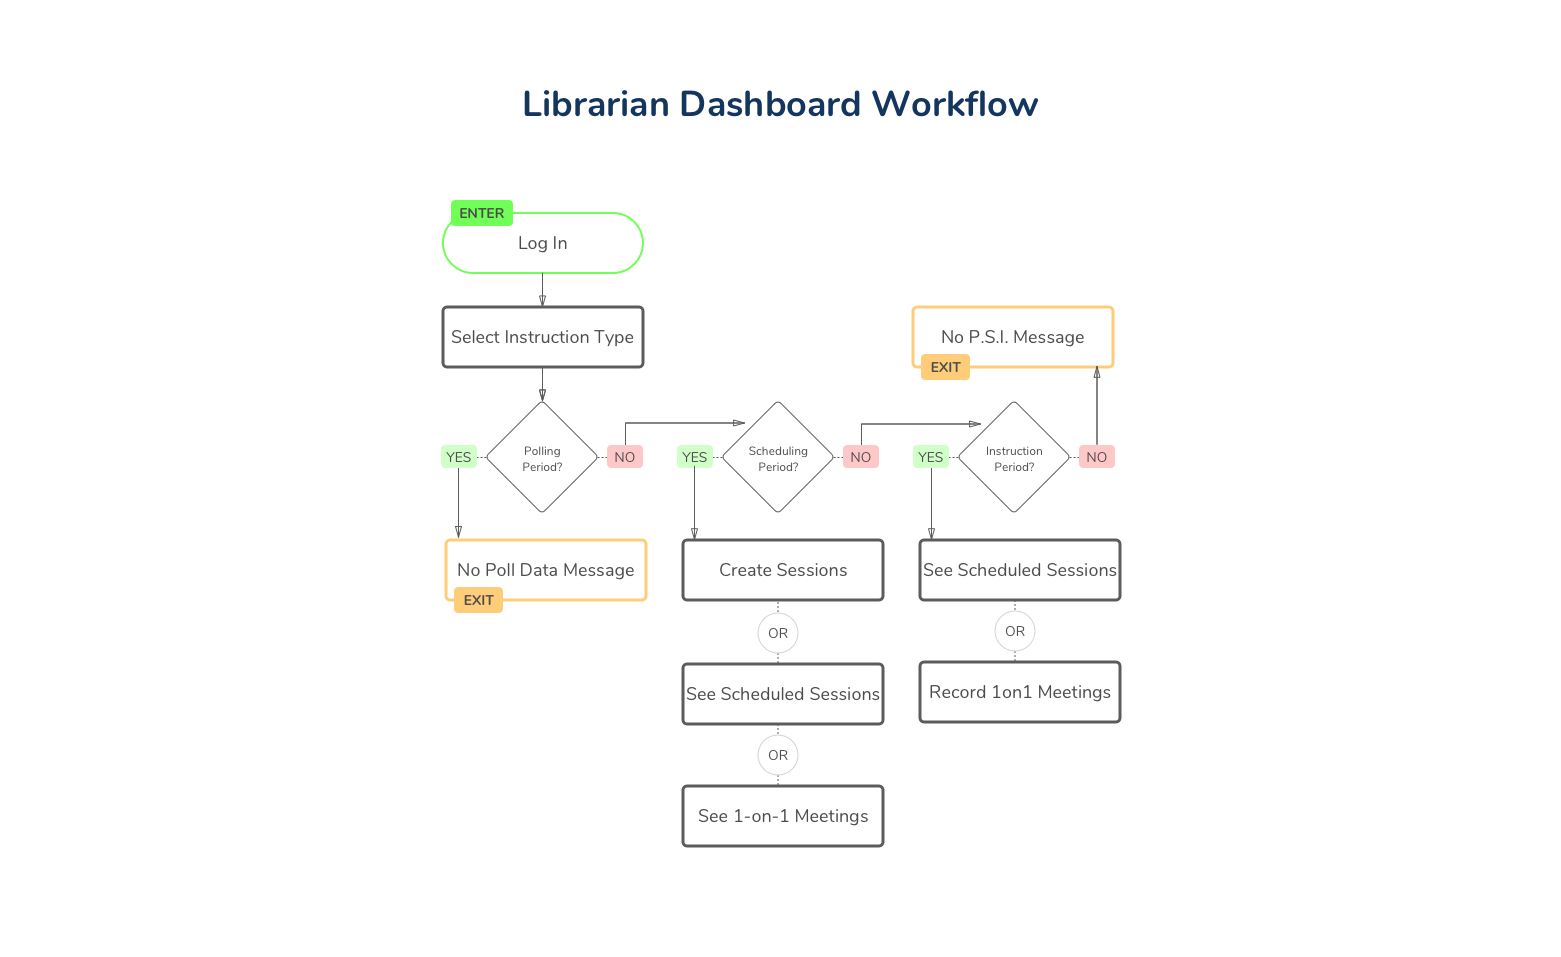 Librarian Dashboard Workflow
ENTER
Log In
Select Instruction Type
No P.S.I. Message
EXIT
YES
Polling
Period?
NO
YES
Scheduling
Period?
NO
YES
Instruction
Period?
NO
No Poll Data Message
EXIT
Create Sessions
See Scheduled Sessions
OR
OR
See Scheduled Sessions
Record 1on1 Meetings
OR
See 1-on-1 Meetings